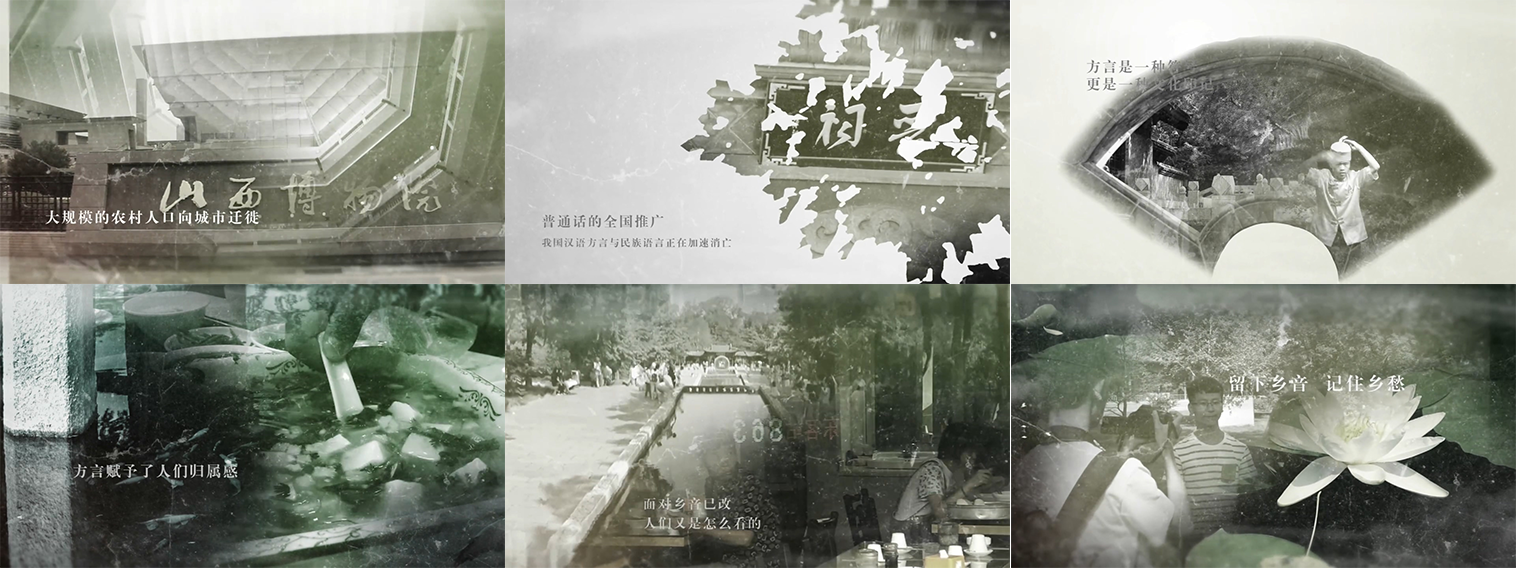 山西博物院
大规模的农村人口向城市迁徙
普通话的全国推广
我国汉语方言与民族语言正在加速消亡
方言是一种
更是一种文化
方言赋予了人们归属感
面对乡音已改
人们又是怎么看的
留下乡音 记住乡愁